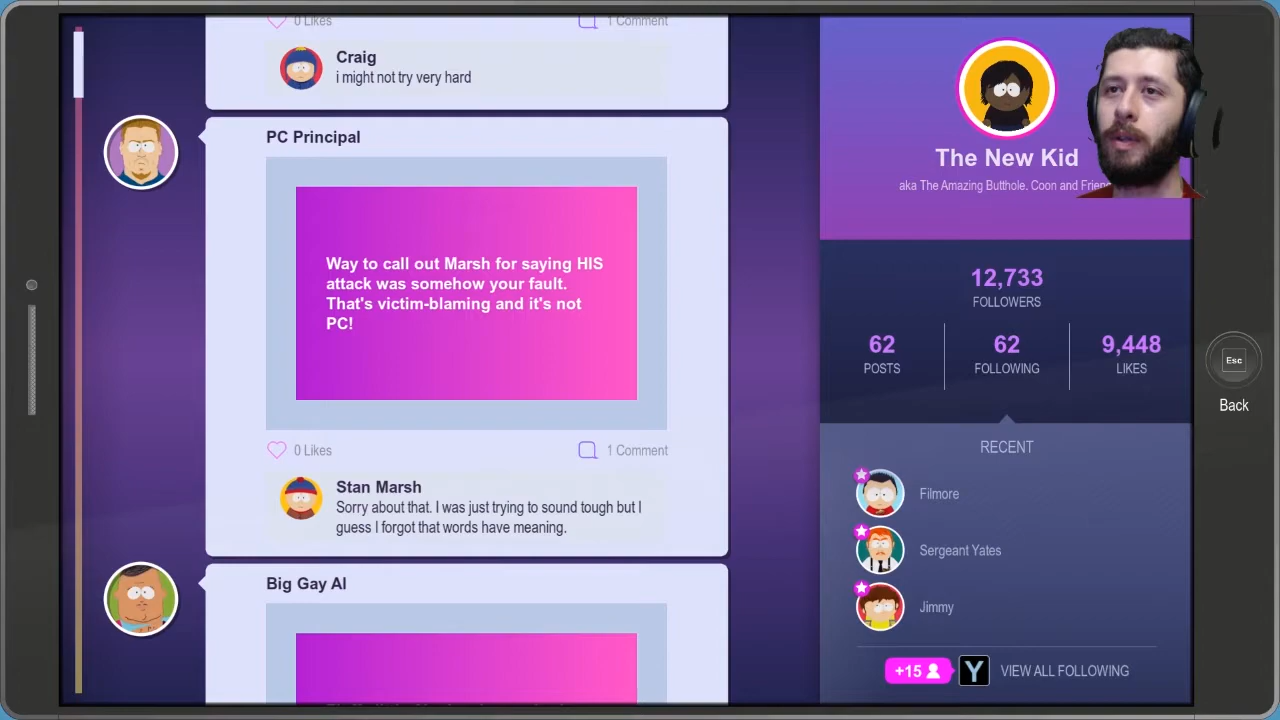 0 Likes
1 Comment
Craig
i might not try very hard
PC Principal
Way to call out Marsh for saying HIS
attack was somehow your fault.
That's victim-blaming and it's not
PC!
0 Likes
1 Comment
Stan Marsh
Sorry about that. I was just trying to sound tough but I
guess I forgot that words have meaning.
Big Gay Al
The New Kid
aka The Amazing Butthole. Coon and
12,733
FOLLOWERS
62
POSTS
62
FOLLOWING
9,448
LIKES
RECENT
Filmore
Sergeant Yates
Jimmy
+15
Y
VIEW ALL FOLLOWING
Esc
Back